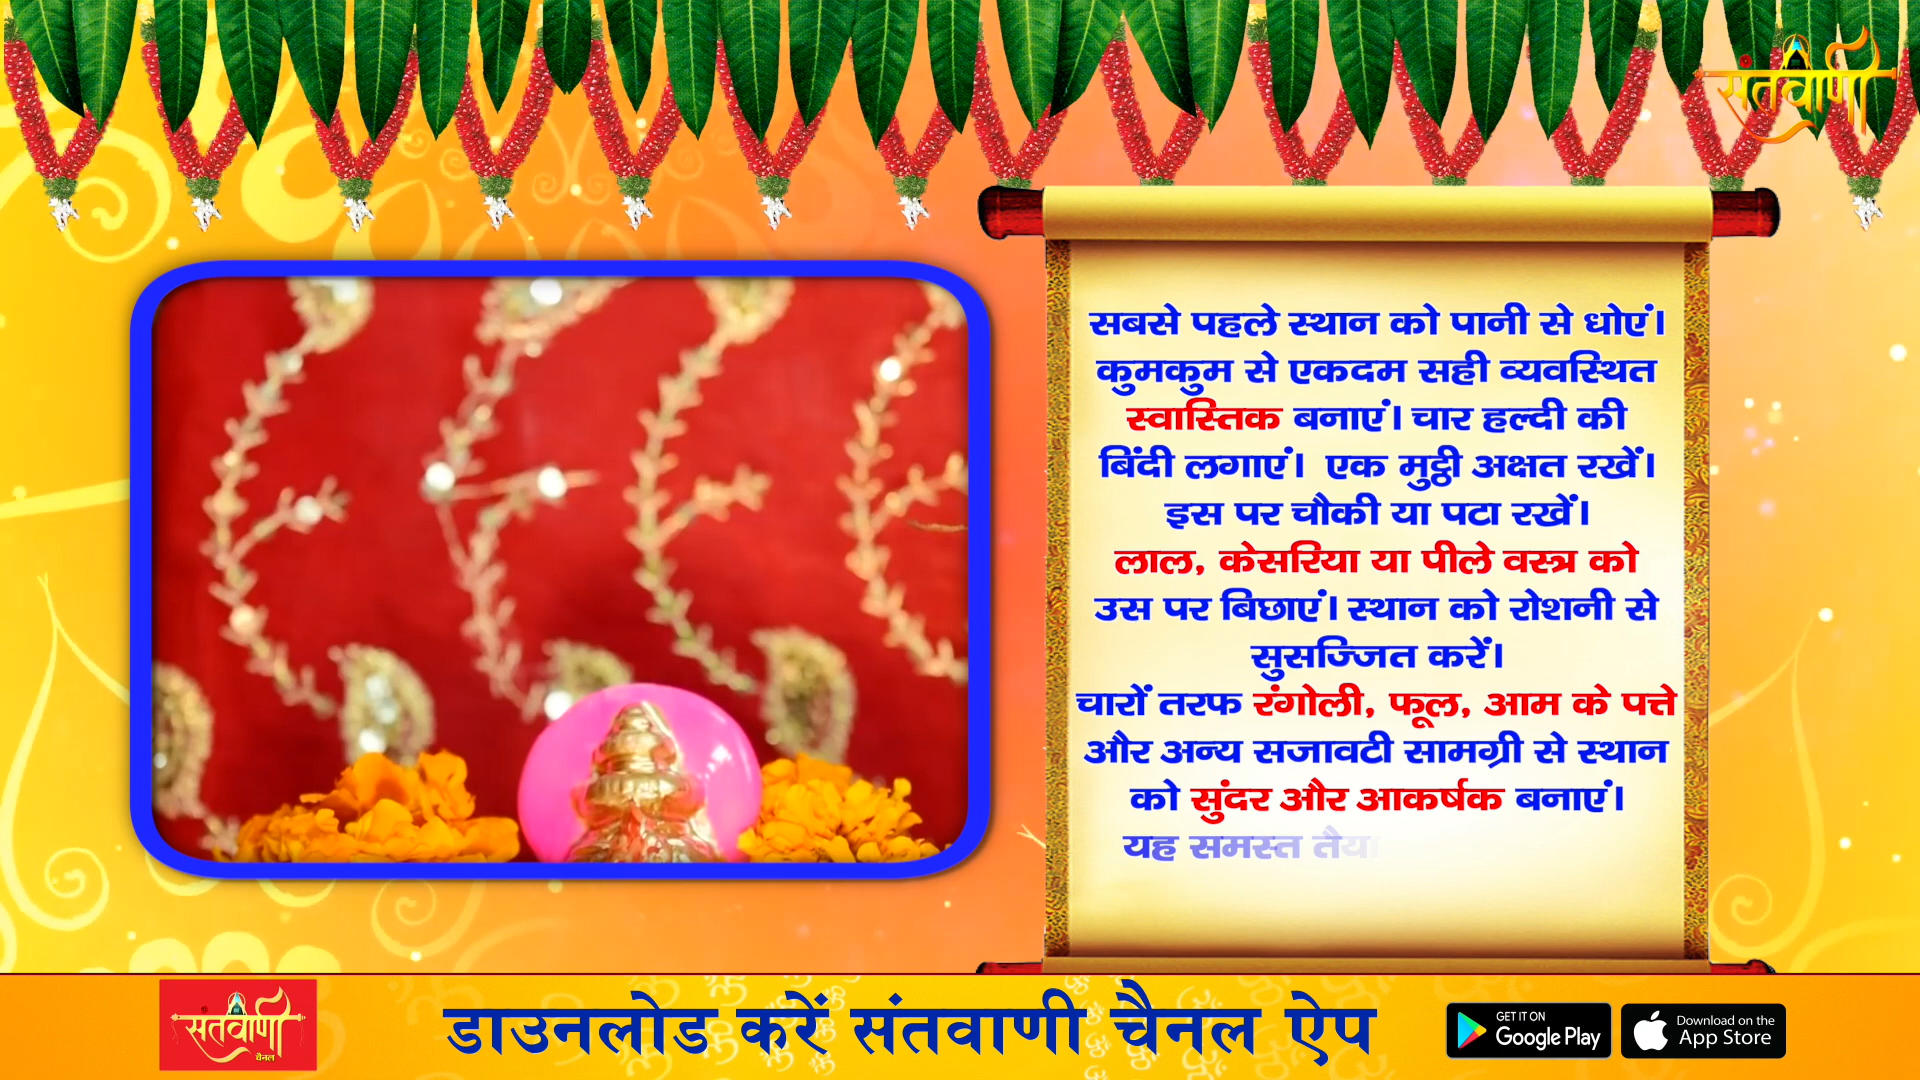 संतवाणी
सबसे पहले स्थान को पानी से धोएं।
कुमकुम से एकदम सही व्यवस्थित
स्वास्तिक बनाएं। चार हल्दी की
बिंदी लगाएं। एक मुट्ठी अक्षत रखें।
इस पर चौकी या पटा रखें।
लाल, केसरिया या पीले वस्त्र को
उस पर बिछाएं। स्थान को रोशनी से
सुसज्जित करें।
चारों तरफ रंगोली, फूल, आम के पत्ते
और अन्य सजावटी सामग्री से स्थान
को सुंदर और आकर्षक बनाएं।
यह समस्त तैया
संतवाणी
चैनल
डाउनलोड करें संतवाणी चैनल ऐप
GET IT ON
Google Play
Download on the
App Store